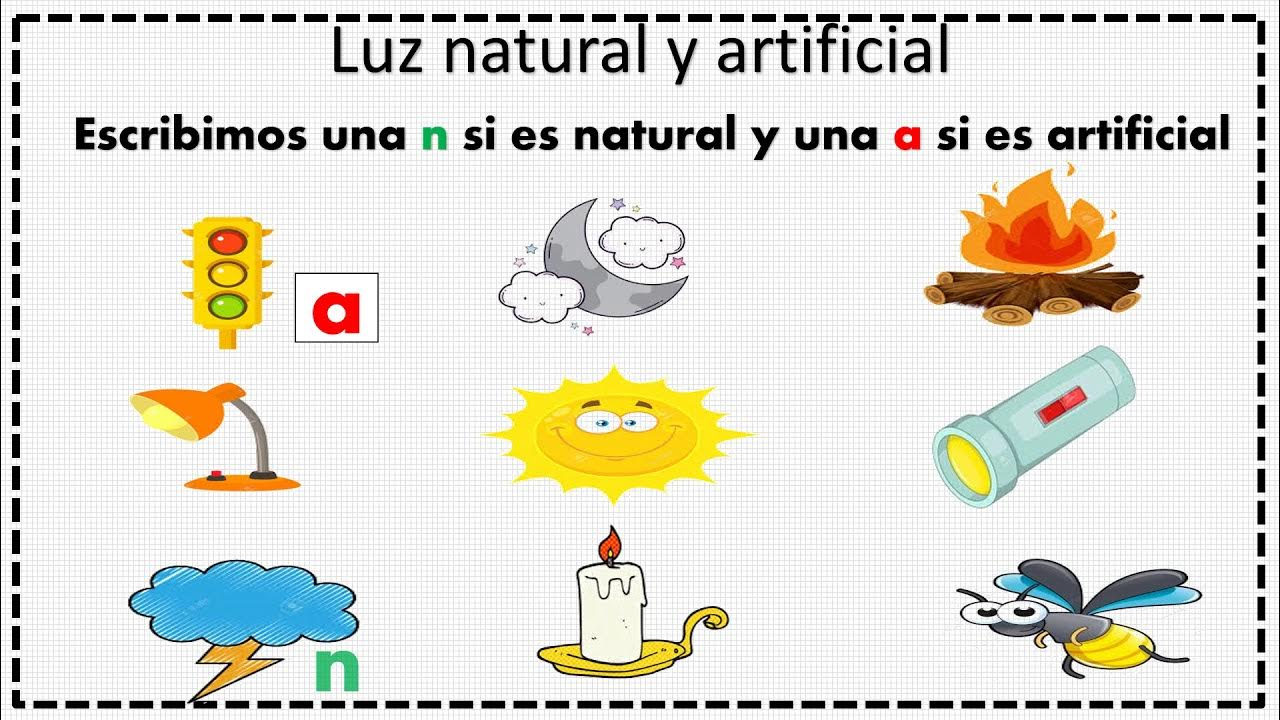 Luz natural y artificial
Escribimos una n si es natural y una a si es artificial
a
n